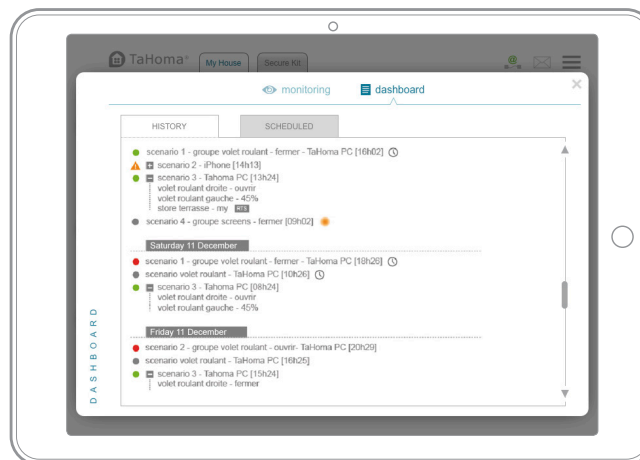 TaHoma®
My House
Secure Kit
@
monitoring
dashboard
HISTORY
SCHEDULED
scenario 1 - groupe volet roulant - fermer - TaHoma PC [16h02]
scenario 2 - iPhone [14h13]
scenario 3 - Tahoma PC [13h24]
volet roulant droite - ouvrir
volet roulant gauche - 45%
store terrasse - my RTS
scenario 4 - groupe screens - fermer [09h02]
Saturday 11 December
scenario 1 - groupe volet roulant - fermer - TaHoma PC [18h26]
scenario volet roulant - TaHoma PC [10h26]
scenario 3 - Tahoma PC [08h24]
volet roulant droite - ouvrir
volet roulant gauche - 45%
Friday 11 December
scenario 2 - groupe volet roulant - ouvrir- TaHoma PC [20h29]
scenario volet roulant - TaHoma PC [16h25]
scenario 3 - Tahoma PC [15h24]
volet roulant droite - fermer
DASHBOARD